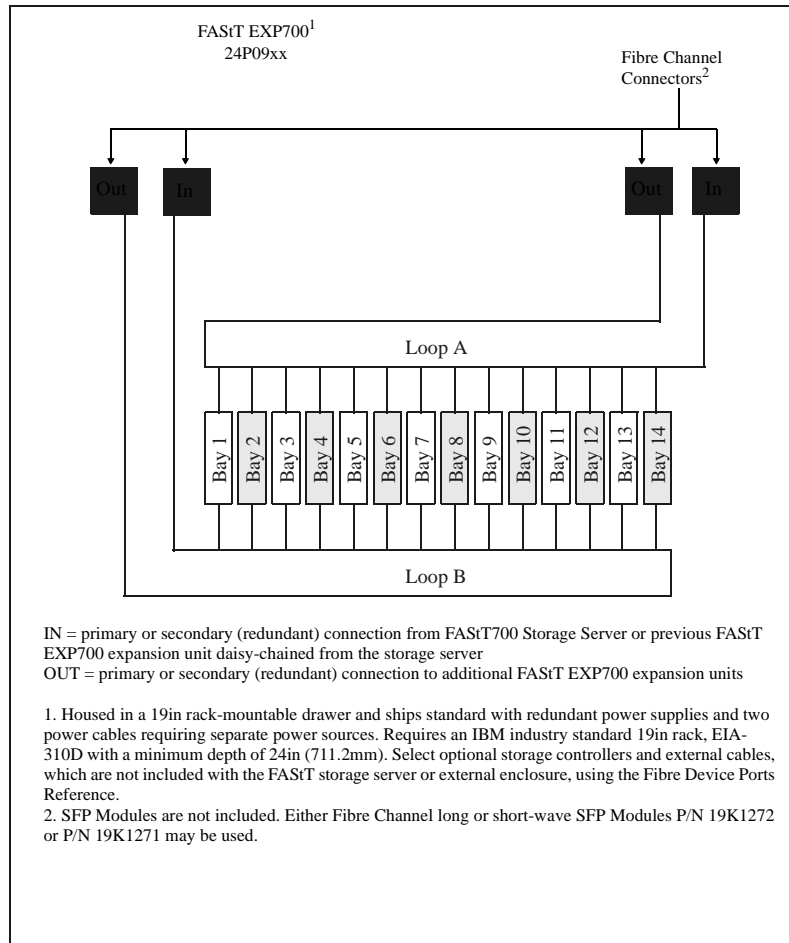 FAStT EXP700¹
24P09xx
Fibre Channel
Connectors²
Out
In
Out
In
Loop A
Bay 1
Bay 2
Bay 3
Bay 4
Bay 5
Bay 6
Bay 7
Bay 8
Bay 9
Bay 10
Bay 11
Bay 12
Bay 13
Bay 14
Loop B
IN = primary or secondary (redundant) connection from FAStT700 Storage Server or previous FAStT
EXP700 expansion unit daisy-chained from the storage server
OUT = primary or secondary (redundant) connection to additional FAStT EXP700 expansion units
1. Housed in a 19in rack-mountable drawer and ships standard with redundant power supplies and two
power cables requiring separate power sources. Requires an IBM industry standard 19in rack, EIA-
310D with a minimum depth of 24in (711.2mm). Select optional storage controllers and external cables,
which are not included with the FAStT storage server or external enclosure, using the Fibre Device Ports
Reference.
2. SFP Modules are not included. Either Fibre Channel long or short-wave SFP Modules P/N 19K1272
or P/N 19K1271 may be used.